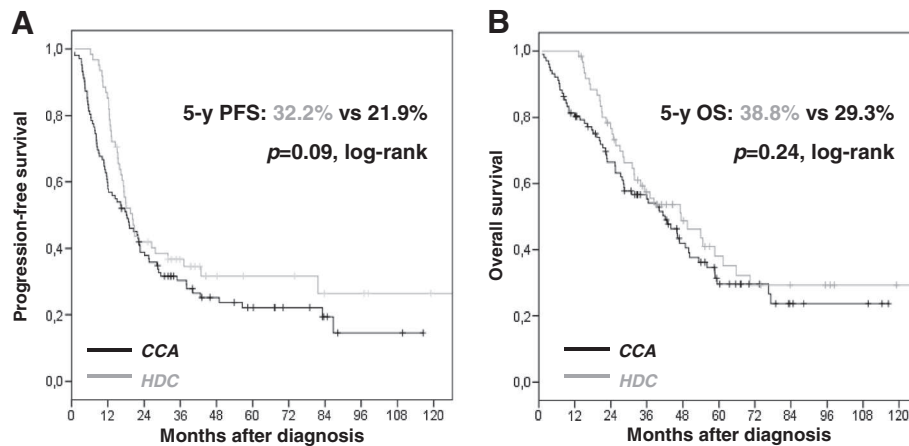 A
1,0
0,8
0,6
0,4
0,2
0,0
Progression-free survival
5-y PFS: 32.2% vs 21.9%
p=0.09, log-rank
CCA
HDC
0 12 24 36 48 60 72 84 96 108 120
Months after diagnosis
B
1,0
0,8
0,6
0,4
0,2
0,0
Overall survival
5-y OS: 38.8% vs 29.3%
p=0.24, log-rank
CCA
HDC
0 12 24 36 48 60 72 84 96 108 120
Months after diagnosis